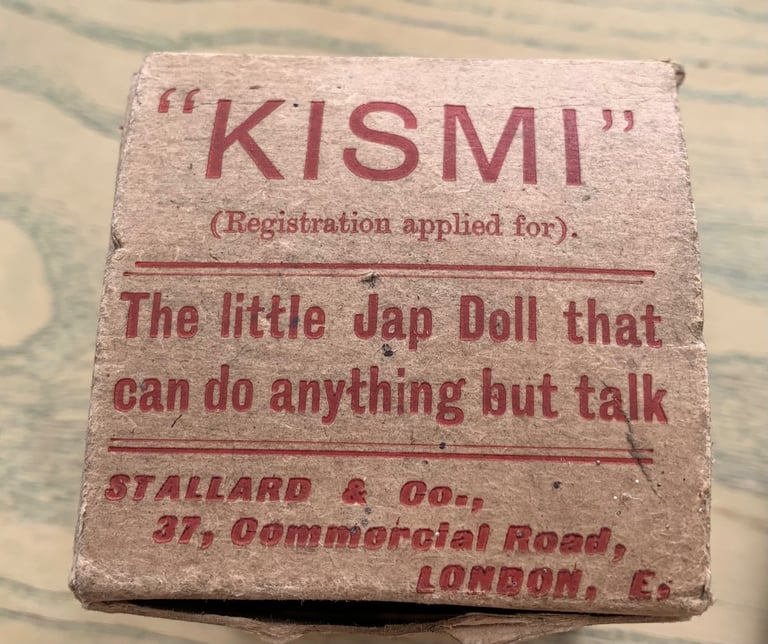 "KISMI"
(Registration applied for).
The little Jap Doll that
can do anything but talk
STALLARD & Co.,
37, Commercial Road,
LONDON, E.